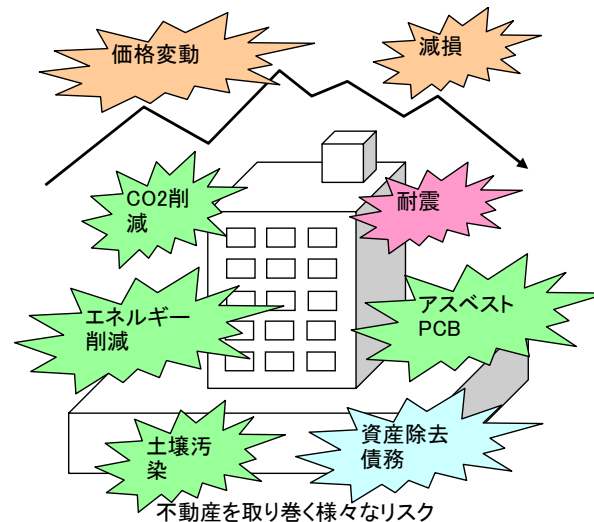 価格変動
減損
CO2削
減
耐震
エネルギー
削減
アスベスト
PCB
土壌汚
染
資産除去
債務
不動産を取り巻く様々なリスク